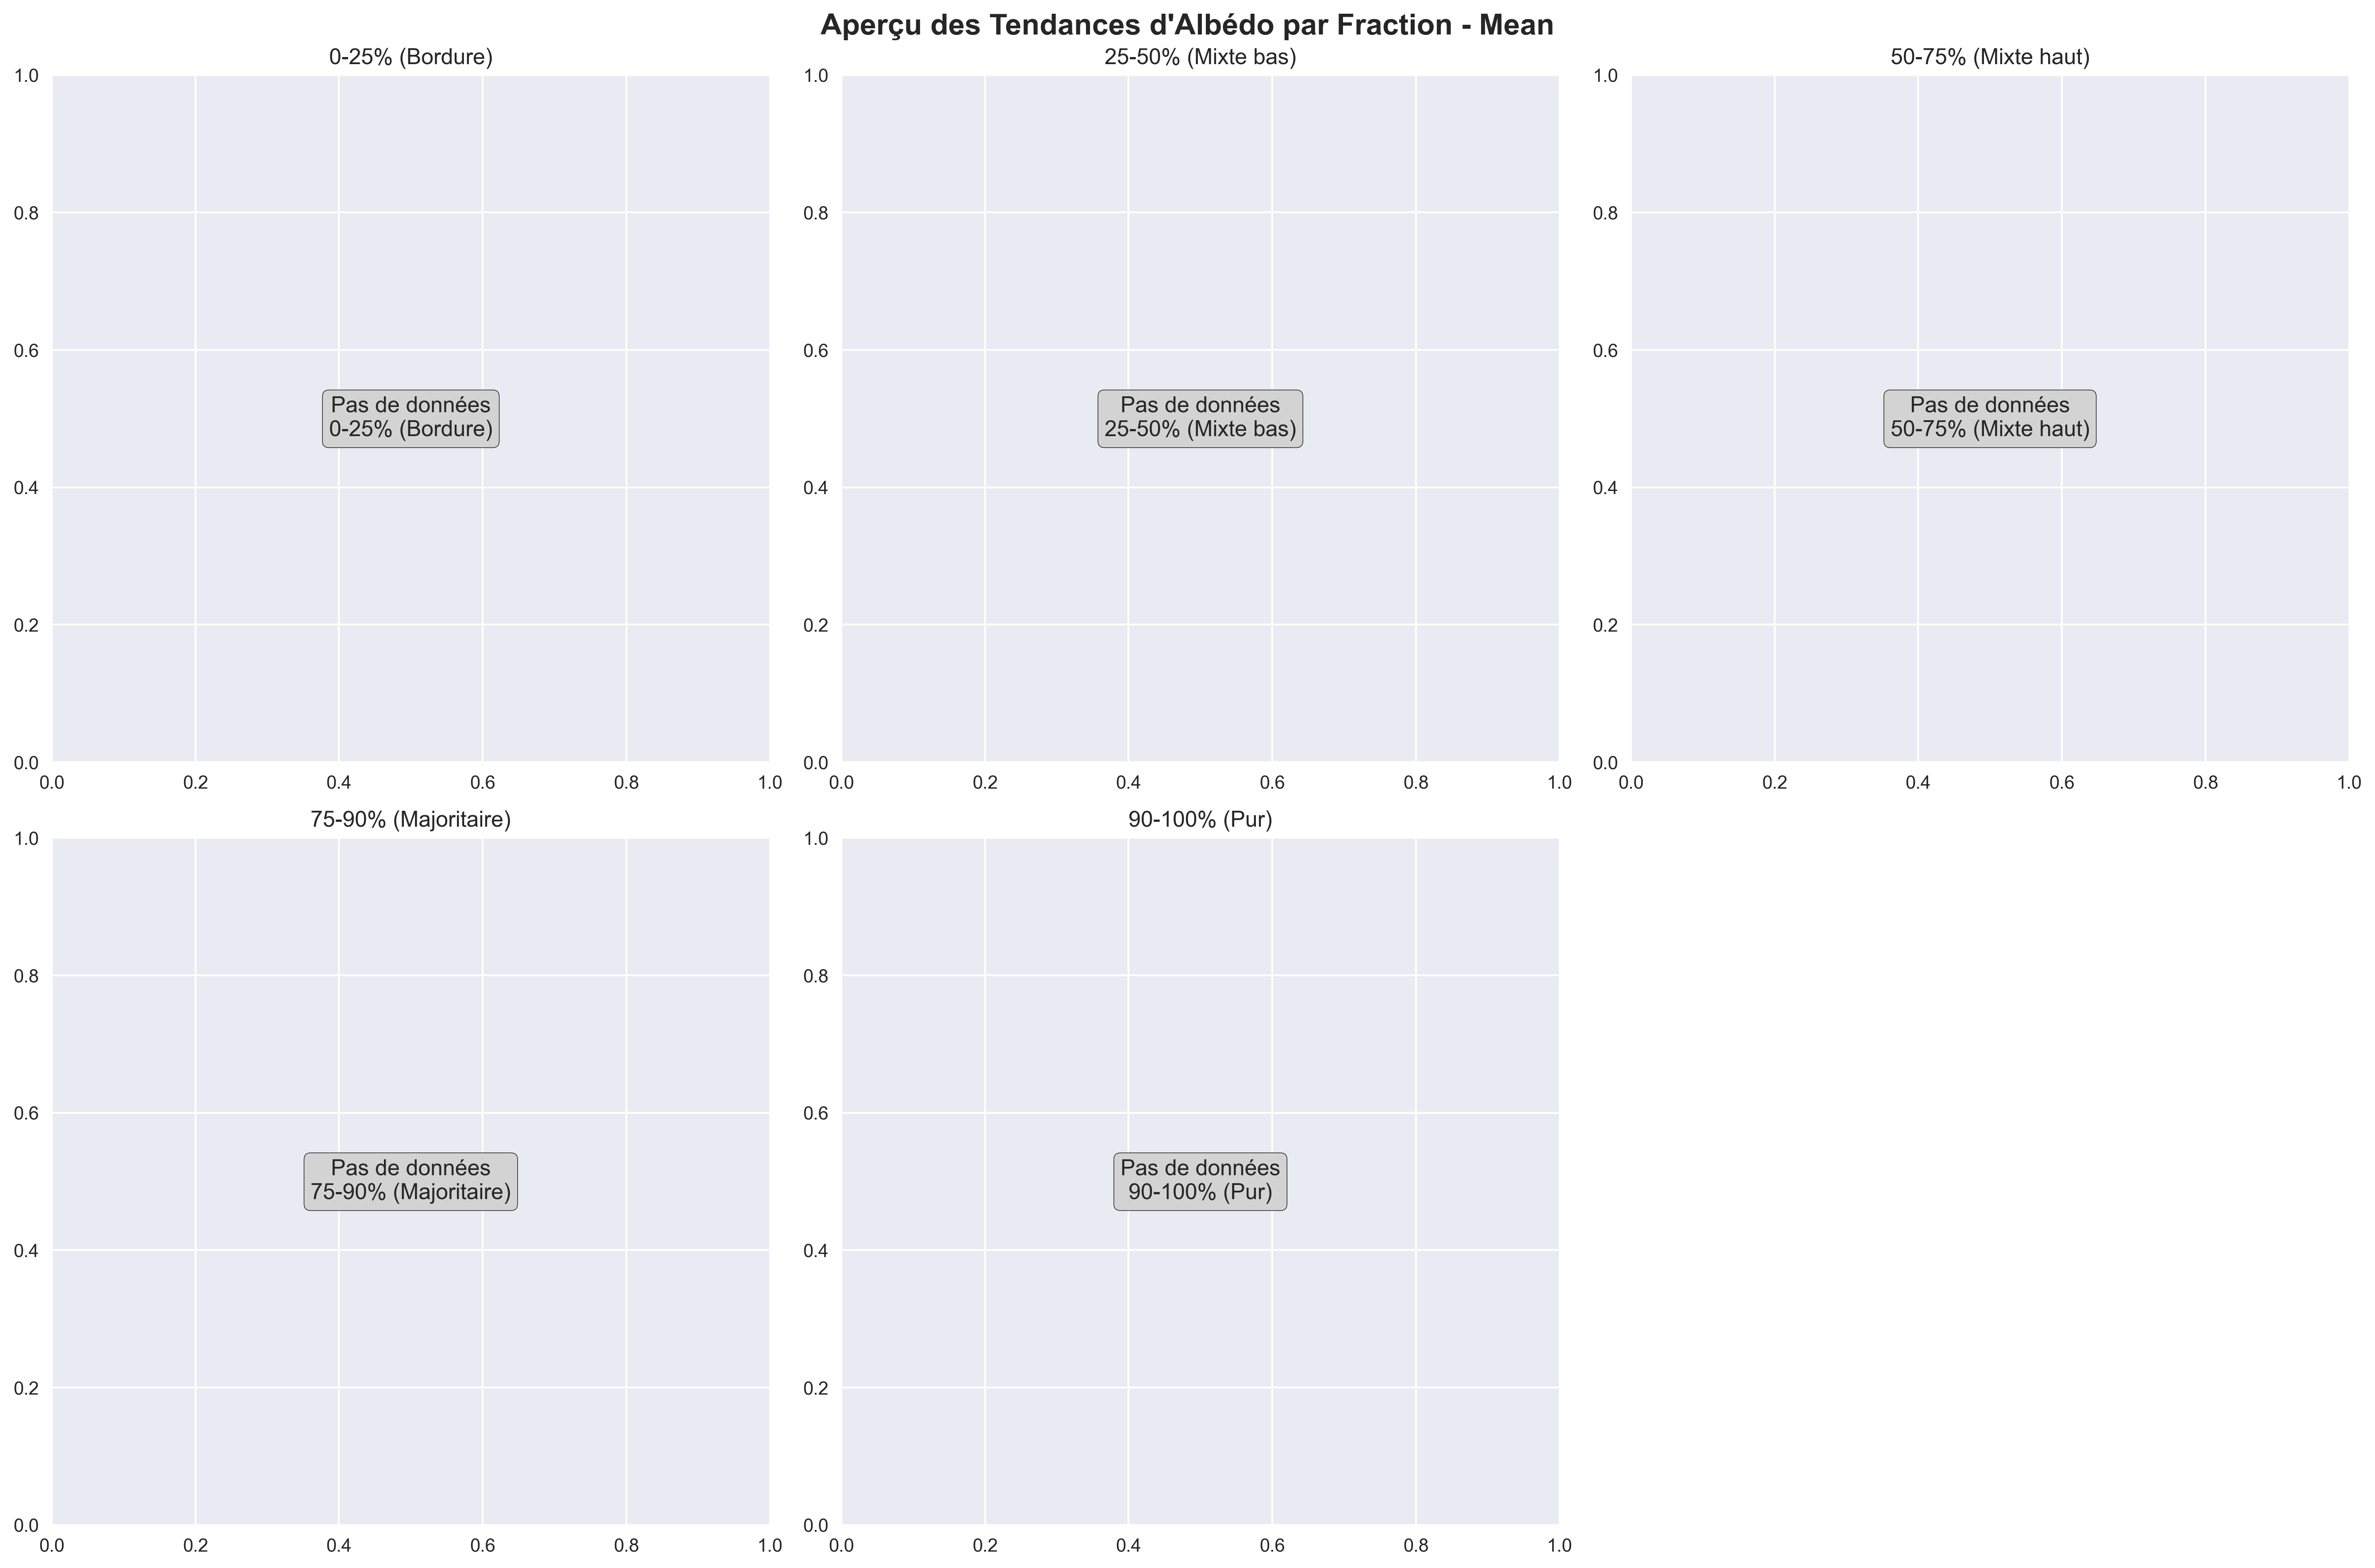 Aperçu des Tendances d'Albédo par Fraction - Mean
0-25% (Bordure)
1.0
0.8
0.6
0.4
0.2
0.0
Pas de données
0-25% (Bordure)
0.0 0.2 0.4 0.6 0.8 1.0
25-50% (Mixte bas)
1.0
0.8
0.6
0.4
0.2
0.0
Pas de données
25-50% (Mixte bas)
0.0 0.2 0.4 0.6 0.8 1.0
50-75% (Mixte haut)
1.0
0.8
0.6
0.4
0.2
0.0
Pas de données
50-75% (Mixte haut)
0.0 0.2 0.4 0.6 0.8 1.0
75-90% (Majoritaire)
1.0
0.8
0.6
0.4
0.2
0.0
Pas de données
75-90% (Majoritaire)
0.0 0.2 0.4 0.6 0.8 1.0
90-100% (Pur)
1.0
0.8
0.6
0.4
0.2
0.0
Pas de données
90-100% (Pur)
0.0 0.2 0.4 0.6 0.8 1.0